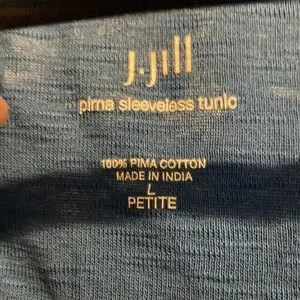 J.Jill
pima sleeveless tunic
100% PIMA COTTON
MADE IN INDIA
L
PETITE